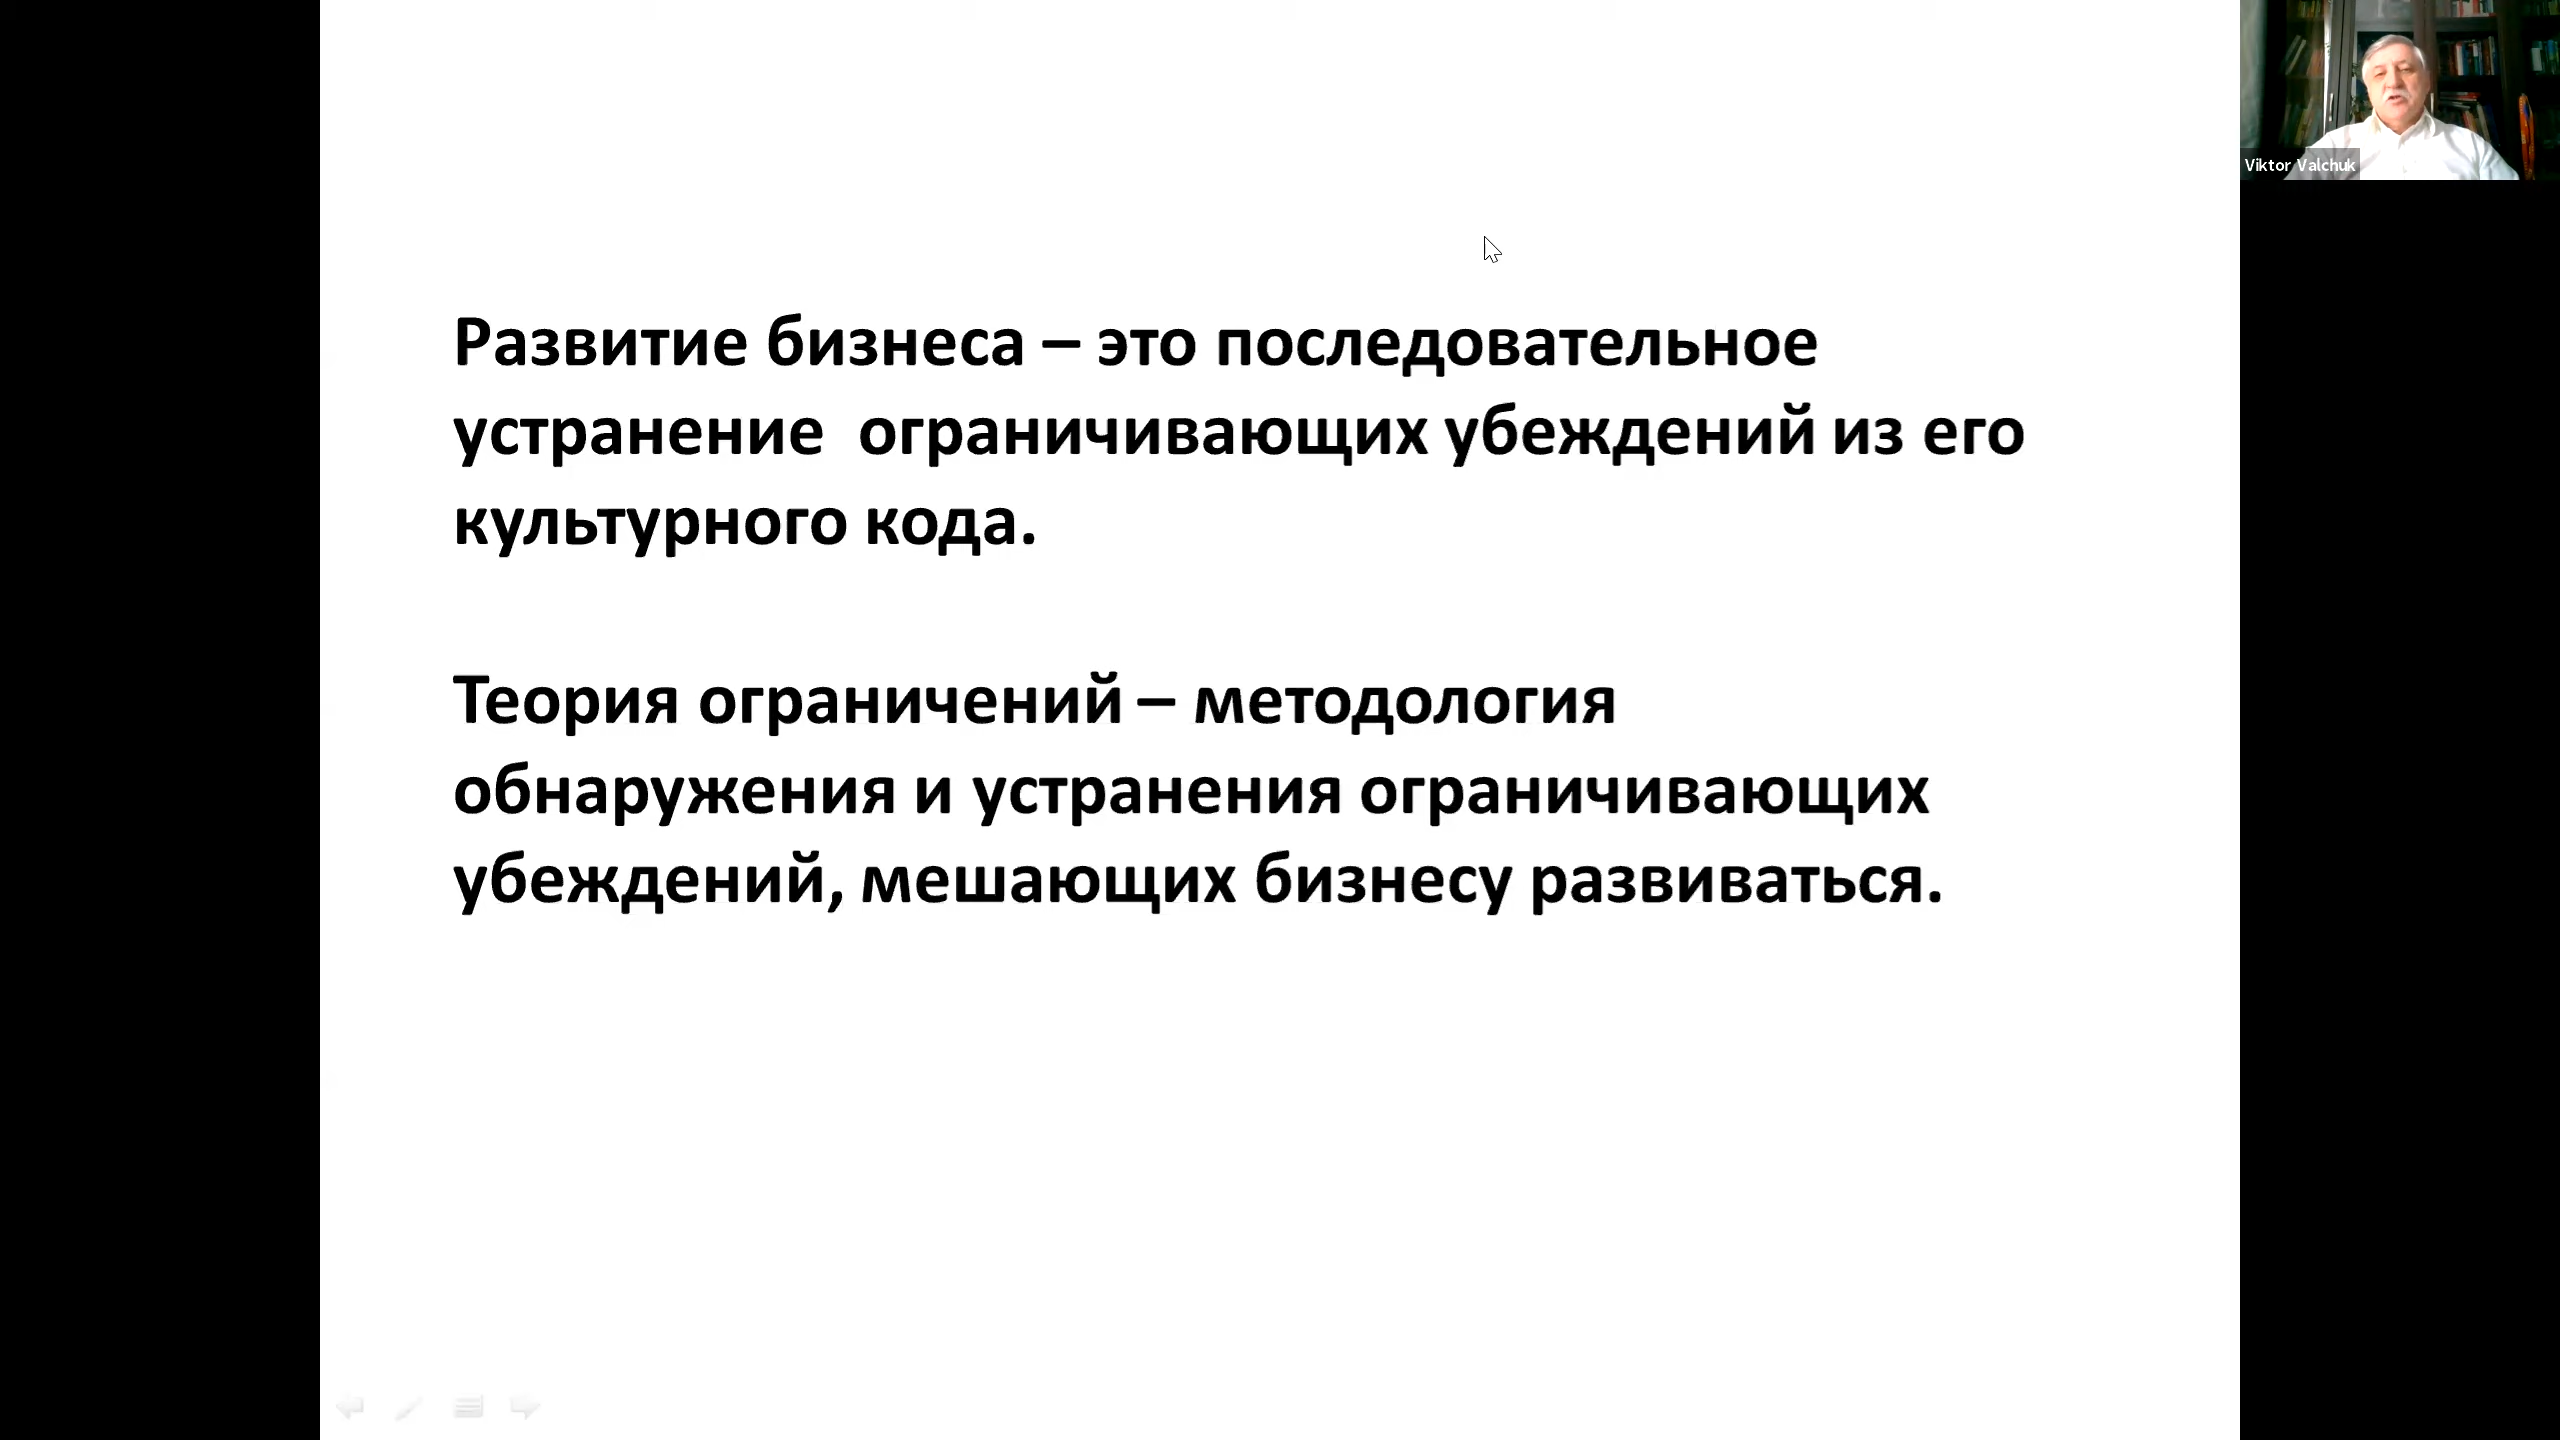 Viktor Valchuk
Развитие бизнеса – это последовательное
устранение  ограничивающих убеждений из его
культурного кода.
Теория ограничений – методология
обнаружения и устранения ограничивающих
убеждений, мешающих бизнесу развиваться.